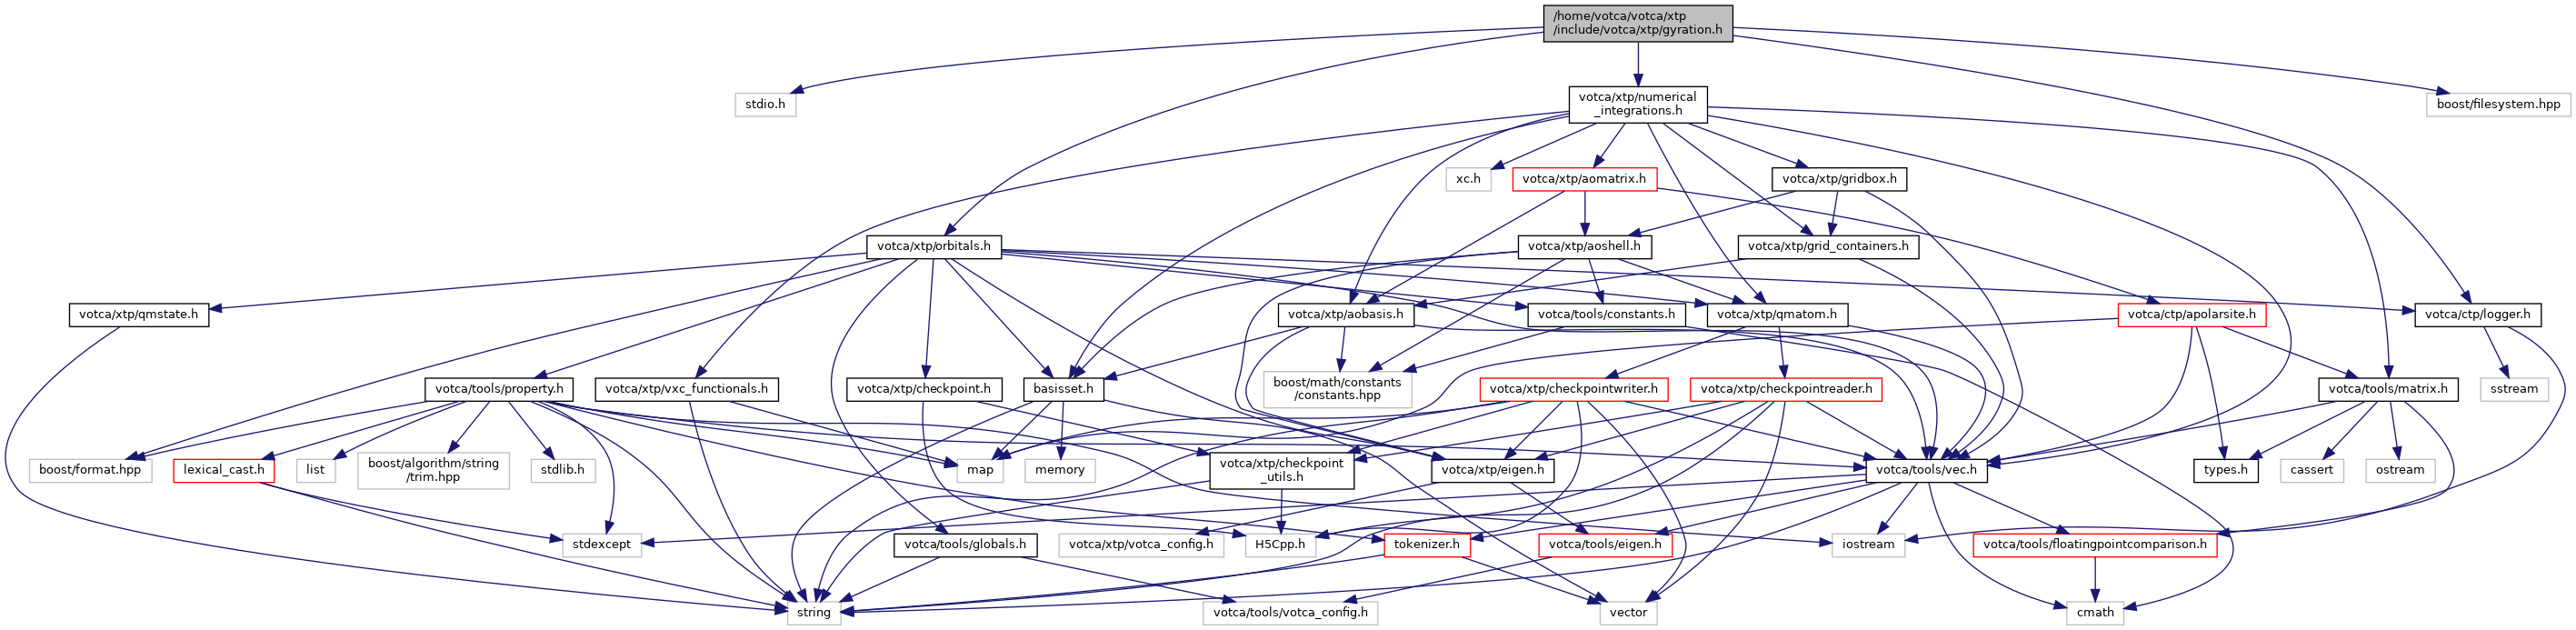 /home/votca/votca/xtp
/include/votca/xtp/gyration.h
stdio.h
votca/xtp/numerical
_integrations.h
boost/filesystem.hpp
xc.h
votca/xtp/aomatrix.h
votca/xtp/gridbox.h
votca/xtp/orbitals.h
votca/xtp/aoshell.h
votca/xtp/grid_containers.h
votca/xtp/qmstate.h
votca/xtp/aobasis.h
votca/tools/constants.h
votca/xtp/qmatom.h
votca/ctp/apolarsite.h
votca/ctp/logger.h
votca/tools/property.h
votca/xtp/vxc_functionals.h
votca/xtp/checkpoint.h
basisset.h
boost/math/constants
/constants.hpp
votca/xtp/checkpointwriter.h
votca/xtp/checkpointreader.h
votca/tools/matrix.h
sstream
boost/format.hpp
lexical_cast.h
list
boost/algorithm/string
/trim.hpp
stdlib.h
map
memory
votca/xtp/checkpoint
_utils.h
votca/xtp/eigen.h
votca/tools/vec.h
types.h
cassert
ostream
stdexcept
votca/tools/globals.h
votca/xtp/votca_config.h
H5Cpp.h
tokenizer.h
votca/tools/eigen.h
iostream
votca/tools/floatingpointcomparison.h
string
votca/tools/votca_config.h
vector
cmath